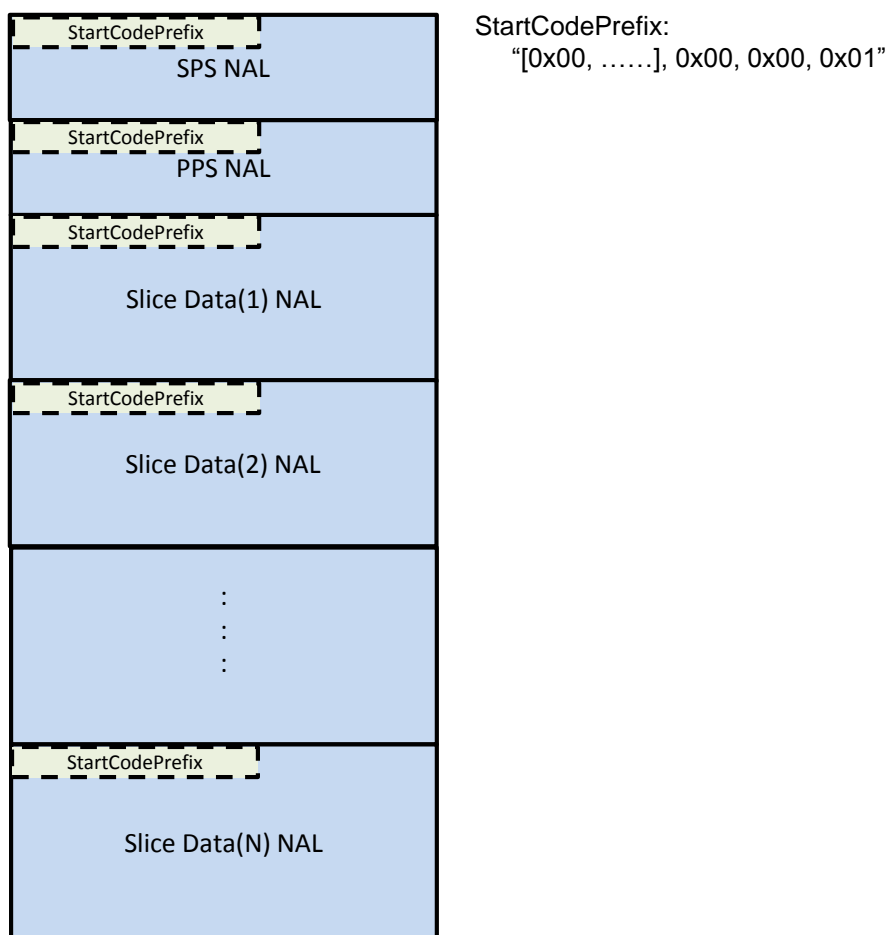 StartCodePrefix
SPS NAL
StartCodePrefix
PPS NAL
StartCodePrefix
Slice Data(1) NAL
StartCodePrefix
Slice Data(2) NAL
:
:
:
StartCodePrefix
Slice Data(N) NAL
StartCodePrefix:
“[0x00, ……], 0x00, 0x00, 0x01”